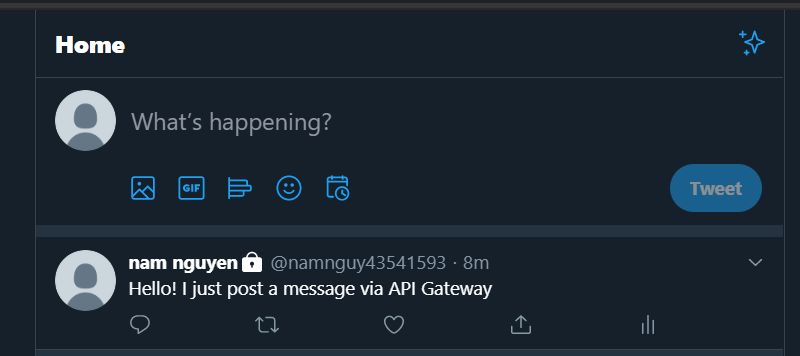 Home
What's happening?
GIF
Tweet
nam nguyen @namnguy43541593 · 8m
Hello! I just post a message via API Gateway